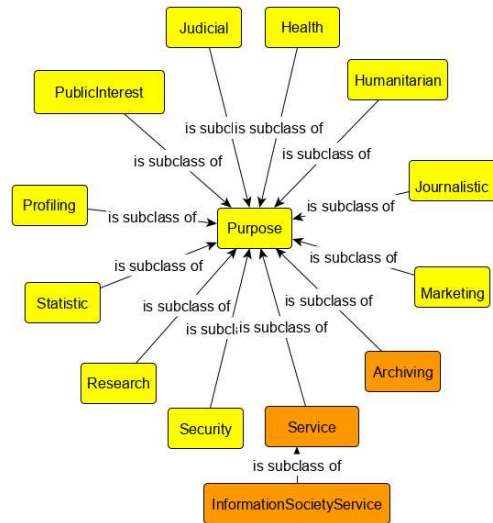 Judicial
Health
Humanitarian
PublicInterest
is subcl
is subclass of
is subclass of
is subclass of
Journalistic
Profiling
is subclass of
is subclass of
Purpose
is subclass of
is subclass of
Statistic
Marketing
is subclass of
is subclass of
is subcla
is subclass of
Research
Archiving
Security
Service
is subclass of
InformationSocietyService